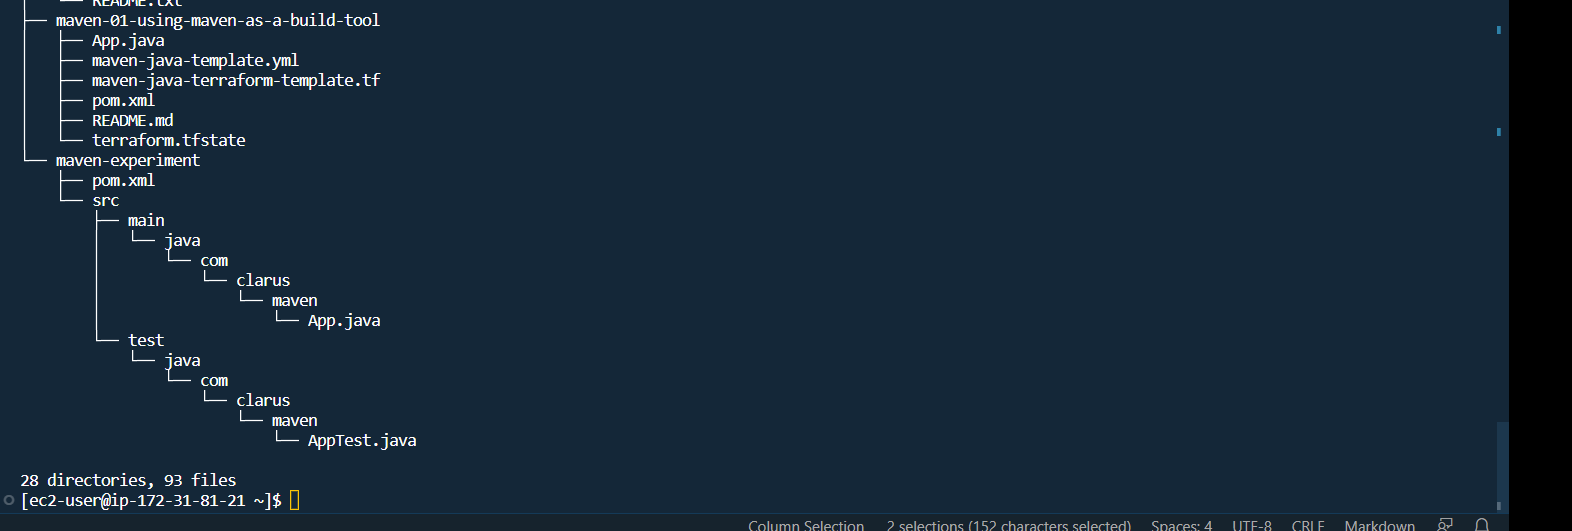 └── README.txt
├── maven-01-using-maven-as-a-build-tool
│   ├── App.java
│   ├── maven-java-template.yml
│   ├── maven-java-terraform-template.tf
│   ├── pom.xml
│   ├── README.md
│   └── terraform.tfstate
└── maven-experiment
    ├── pom.xml
    └── src
        ├── main
        │   └── java
        │       └── com
        │           └── clarus
        │               └── maven
        │                   └── App.java
        └── test
            └── java
                └── com
                    └── clarus
                        └── maven
                            └── AppTest.java
28 directories, 93 files
[ec2-user@ip-172-31-81-21 ~]$
Column Selection 2 selections (152 characters selected) Spaces: 4 UTF-8 CRLF Markdown